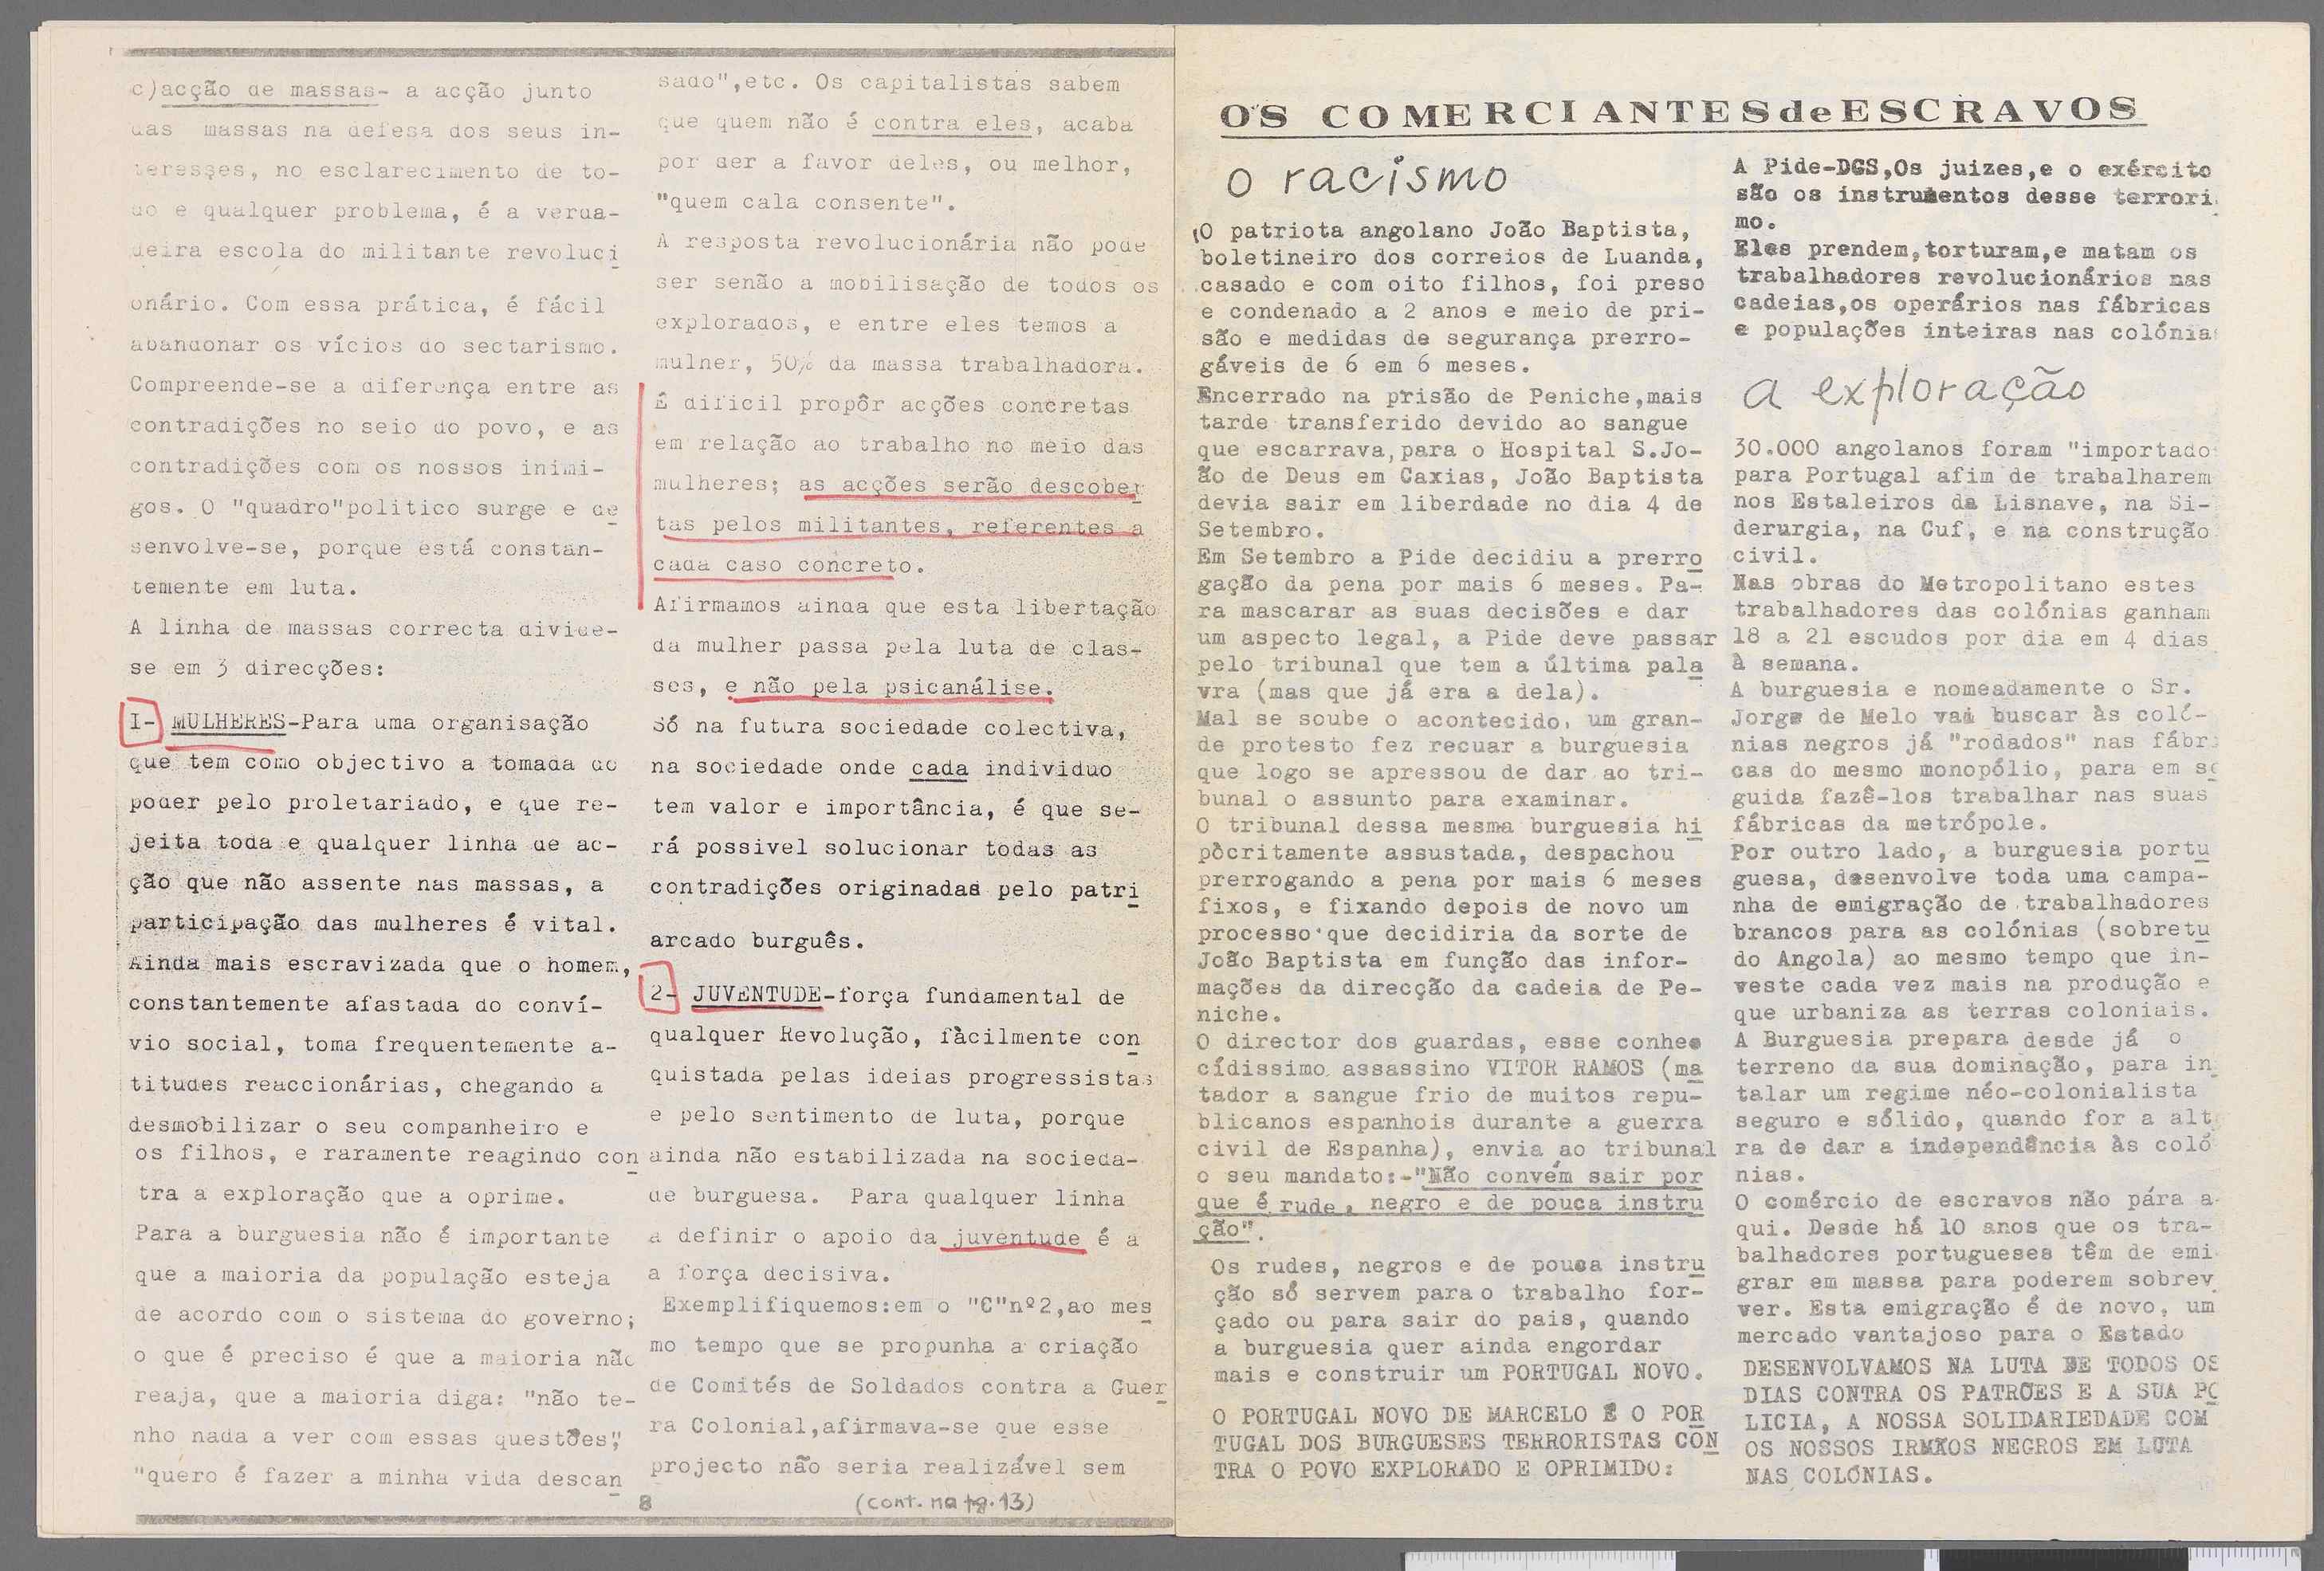 c)acção de massas- a acção junto
das massas na defesa dos seus in-
teresses, no esclarecimento de to-
do e qualquer problema, é a verda-
deira escola do militante revoluci
onário. Com essa prática, é fácil
abandonar os vícios do sectarismo.
Compreende-se a diferença entre as
contradições no seio do povo, e as
contradições com os nossos inimi-
gos. O "quadro"politico surge e de
senvolve-se, porque está constan-
temente em luta.
A linha de massas correcta divide-
se em 3 direcções:
I- MULHERES-Para uma organisação
que tem como objectivo a tomada do
poder pelo proletariado, e que re-
jeita toda e qualquer linha de ac-
ção que não assente nas massas, a
participação das mulheres é vital.
Ainda mais escravizada que o homem,
constantemente afastada do conví-
vio social, toma frequentemente a-
titudes reaccionárias, chegando a
desmobilizar o seu companheiro e
os filhos, e raramente reagindo con
tra a exploração que a oprime.
Para a burguesia não é importante
que a maioria da população esteja
de acordo com o sistema do governo;
o que é preciso é que a maioria não
reaja, que a maioria diga: "não te-
nho nada a ver com essas questões",
"quero é fazer a minha vida descan
sado",etc. Os capitalistas sabem
que quem não é contra eles, acaba
por der a favor deles, ou melhor,
"quem cala consente".
A resposta revolucionária não pode
ser senão a mobilisação de todos os
explorados, e entre eles temos a
mulher, 50% da massa trabalhadora.
É dificil propôr acções concretas
em relação ao trabalho no meio das
mulheres; as acções serão descober
tas pelos militantes, referentes a
cada caso concreto.
Afirmamos ainda que esta libertação
da mulher passa pela luta de clas-
ses, e não pela psicanálise.
Só na futura sociedade colectiva,
na sociedade onde cada individuo
tem valor e importância, é que se-
rá possivel solucionar todas as
contradições originadas pelo patri
arcado burguês.
2- JUVENTUDE-força fundamental de
qualquer Revolução, fàcilmente con
quistada pelas ideias progressistas
e pelo sentimento de luta, porque
ainda não estabilizada na socieda-
de burguesa. Para qualquer linha
a definir o apoio da juventude é a
a força decisiva.
Exemplifiquemos:em o "C"nº2,ao mes
mo tempo que se propunha a criação
de Comités de Soldados contra a Guer
ra Colonial,afirmava-se que esse
projecto não seria realizável sem
8
(cont. na pg. 13)
OS COMERCIANTES de ESCRAVOS
o racismo
O patriota angolano João Baptista,
boletineiro dos correios de Luanda,
casado e com oito filhos, foi preso
e condenado a 2 anos e meio de pri-
são e medidas de segurança prerro-
gáveis de 6 em 6 meses.
Encerrado na prisão de Peniche,mais
tarde transferido devido ao sangue
que escarrava,para o Hospital S.Jo-
ão de Deus em Caxias, João Baptista
devia sair em liberdade no dia 4 de
Setembro.
Em Setembro a Pide decidiu a prerro
gação da pena por mais 6 meses. Pa-
ra mascarar as suas decisões e dar
um aspecto legal, a Pide deve passar
pelo tribunal que tem a última pala
vra (mas que já era a dela).
Mal se soube o acontecido, um gran-
de protesto fez recuar a burguesia
que logo se apressou de dar ao tri-
bunal o assunto para examinar.
O tribunal dessa mesma burguesia hi
pòcritamente assustada, despachou
prerrogando a pena por mais 6 meses
fixos, e fixando depois de novo um
processo que decidiria da sorte de
João Baptista em função das infor-
mações da direcção da cadeia de Pe-
niche.
O director dos guardas, esse conhe
cídissimo assassino VITOR RAMOS (ma
tador a sangue frio de muitos repu-
blicanos espanhois durante a guerra
civil de Espanha), envia ao tribunal
o seu mandato:-"Não convém sair por
que é rude, negro e de pouca instru
ção".
Os rudes, negros e de pouca instru
ção só servem para o trabalho for-
çado ou para sair do pais, quando
a burguesia quer ainda engordar
mais e construir um PORTUGAL NOVO.
O PORTUGAL NOVO DE MARCELO É O POR
TUGAL DOS BURGUESES TERRORISTAS CON
TRA O POVO EXPLORADO E OPRIMIDO:
A Pide-DGS,Os juizes,e o exército
são os instrumentos desse terrori
mo.
Eles prendem,torturam,e matam os
trabalhadores revolucionários nas
cadeias,os operários nas fábricas
e populações inteiras nas colónia
a exploração
30.000 angolanos foram "importado
para Portugal afim de trabalharem
nos Estaleiros da Lisnave, na Si-
derurgia, na Cuf, e na construção
civil.
Nas obras do Metropolitano estes
trabalhadores das colónias ganham
18 a 21 escudos por dia em 4 dias
à semana.
A burguesia e nomeadamente o Sr.
Jorge de Melo vai buscar às coló-
nias negros já "rodados" nas fábri
cas do mesmo monopólio, para em se
guida fazê-los trabalhar nas suas
fábricas da metrópole.
Por outro lado, a burguesia portu
guesa, desenvolve toda uma campa-
nha de emigração de trabalhadores
brancos para as colónias (sobretu
do Angola) ao mesmo tempo que in-
veste cada vez mais na produção e
que urbaniza as terras coloniais.
A Burguesia prepara desde já o
terreno da sua dominação, para in
talar um regime néo-colonialista
seguro e sólido, quando for a alt
ra de dar a independência às coló
nias.
O comércio de escravos não pára a-
qui. Desde há 10 anos que os tra-
balhadores portugueses têm de emi
grar em massa para poderem sobrev
ver. Esta emigração é de novo, um
mercado vantajoso para o Estado
DESENVOLVAMOS NA LUTA DE TODOS OS
DIAS CONTRA OS PATRÕES E A SUA PO
LICIA, A NOSSA SOLIDARIEDADE COM
OS NOSSOS IRMÃOS NEGROS EM LUTA
NAS COLÓNIAS.